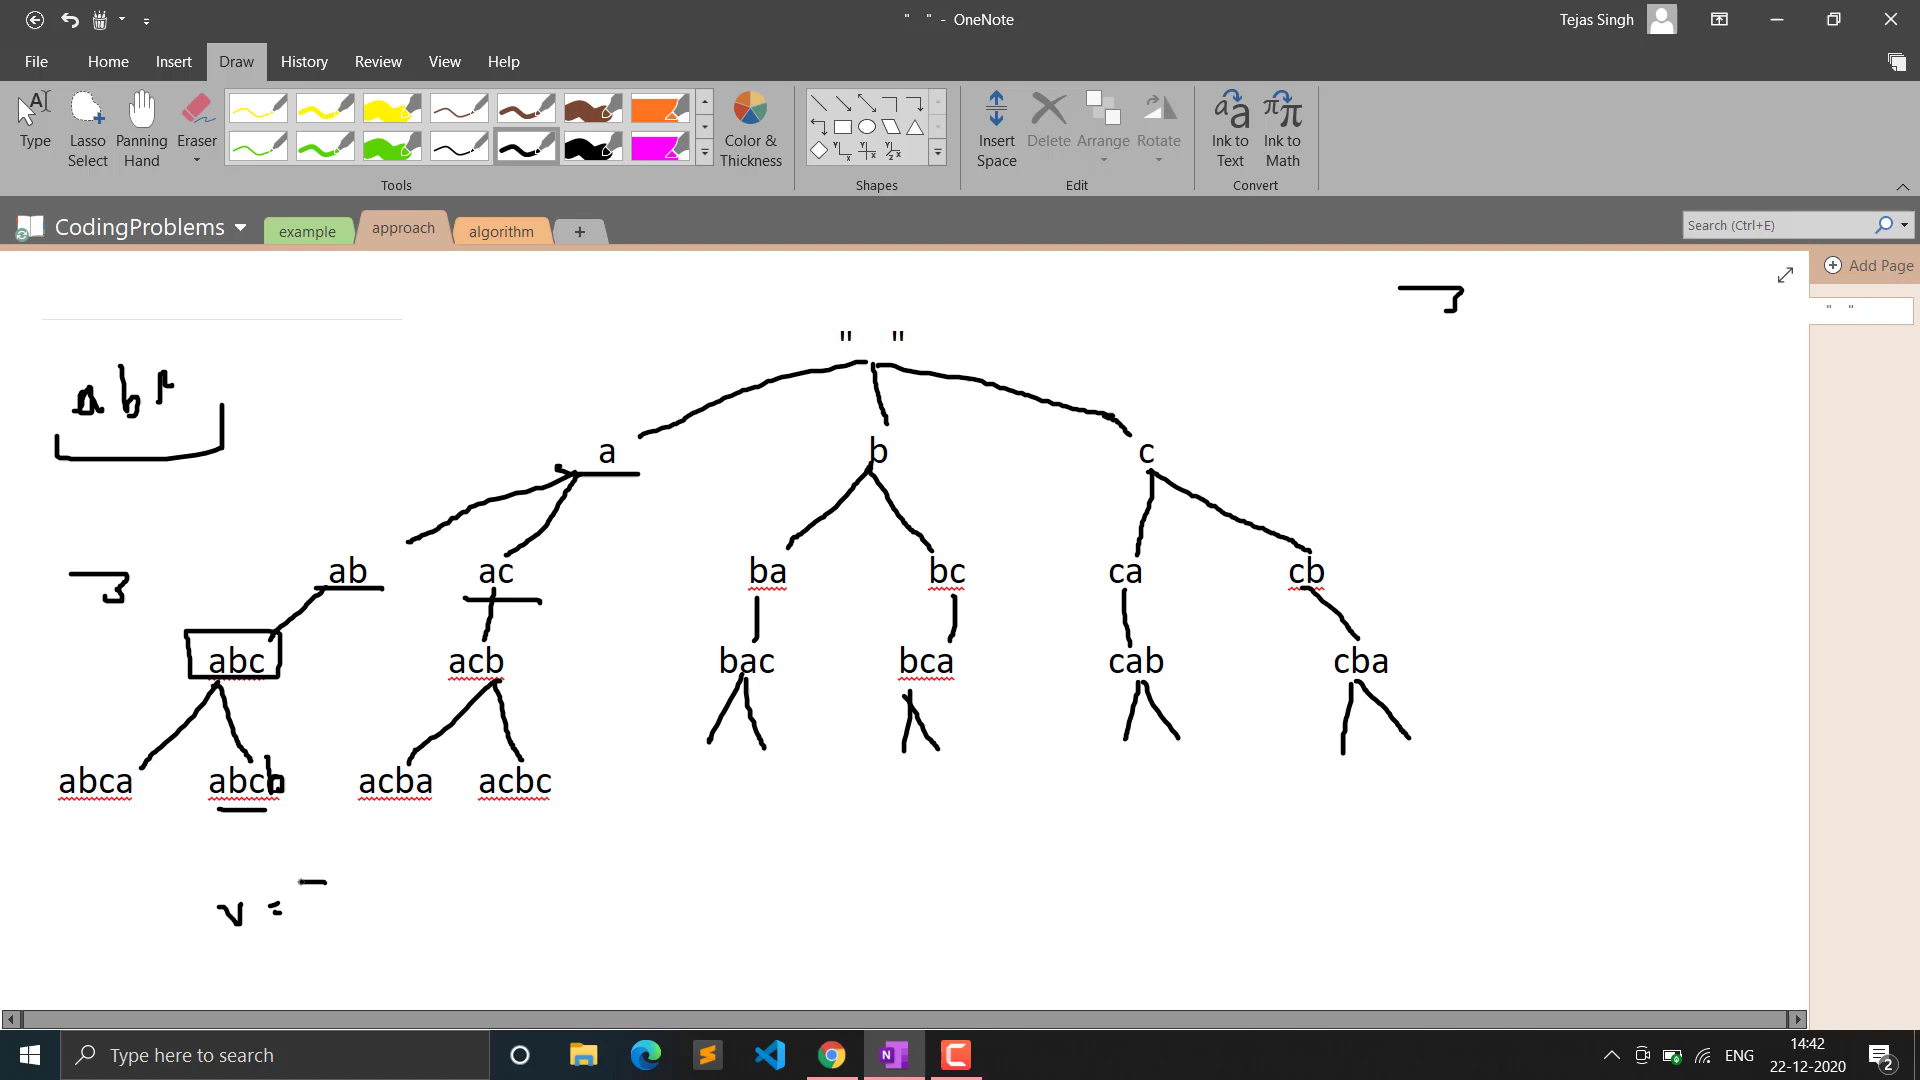 " " - OneNote
Tejas Singh
File Home Insert Draw History Review View Help
Type
Lasso Select
Panning Hand
Eraser
Color & Thickness
Insert Space
Delete
Arrange
Rotate
Ink to Text
Ink to Math
Tools Shapes Edit Convert
CodingProblems example approach algorithm +
Search (Ctrl+E)
Add Page
" "
" "
a b c
ab ac ba bc ca cb
abc acb bac bca cab cba
abca abcb acba acbc
v =
Type here to search
ENG
14:42
22-12-2020
2